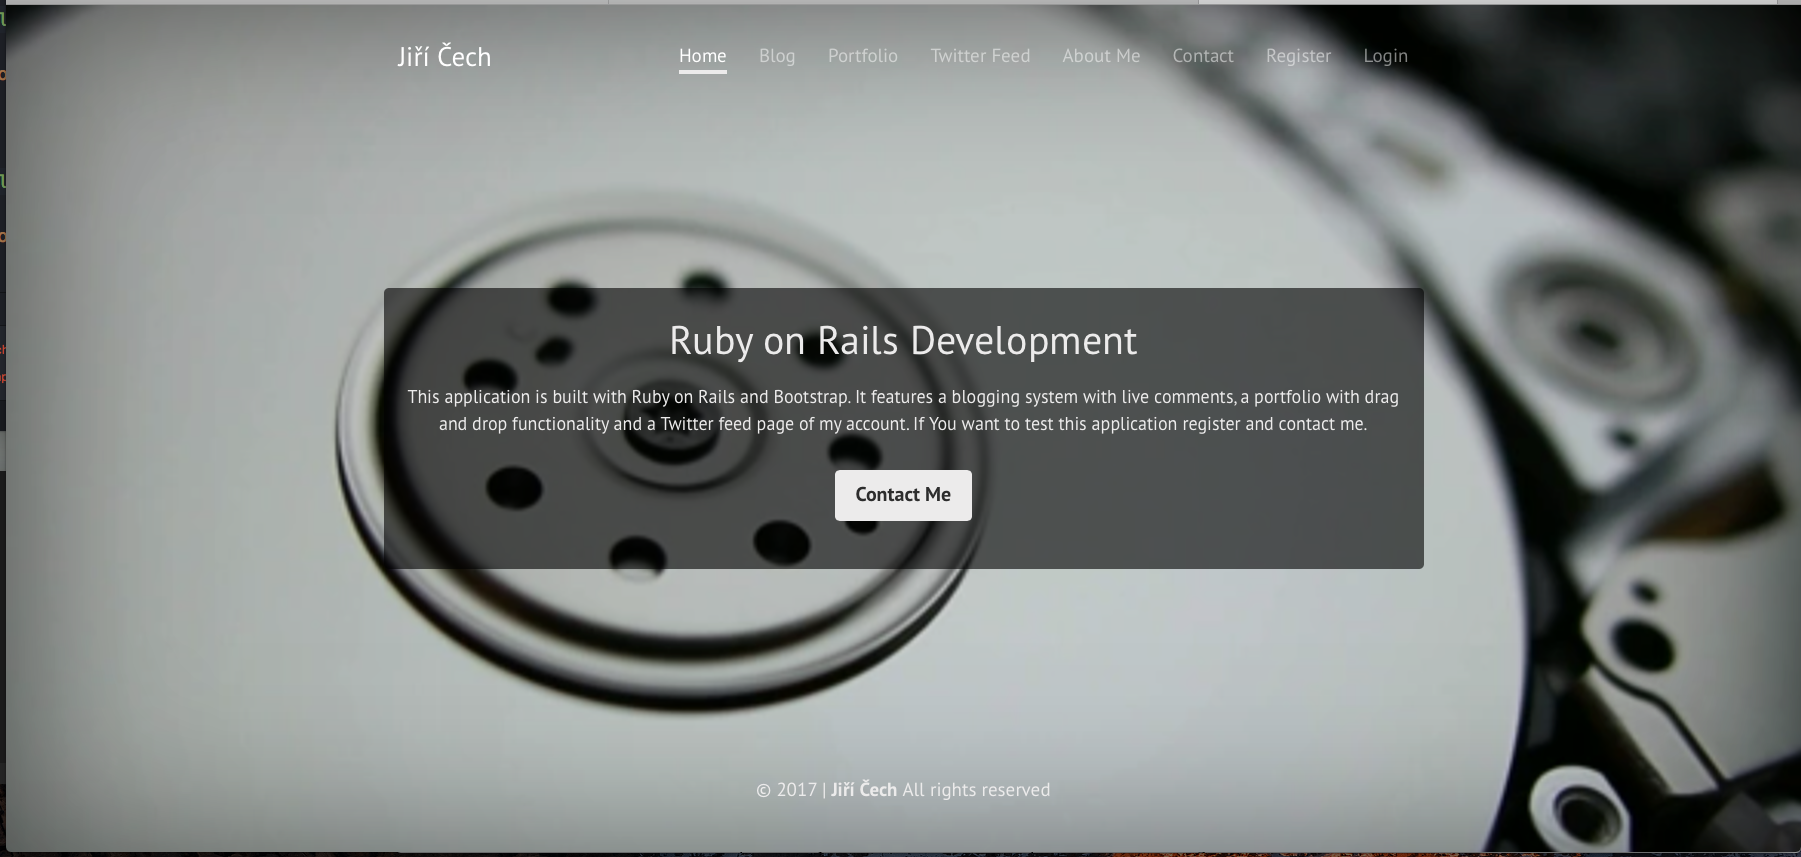 Jiří Čech
Home Blog Portfolio Twitter Feed About Me Contact Register Login
Ruby on Rails Development
This application is built with Ruby on Rails and Bootstrap. It features a blogging system with live comments, a portfolio with drag
and drop functionality and a Twitter feed page of my account. If You want to test this application register and contact me.
Contact Me
© 2017 | Jiří Čech All rights reserved